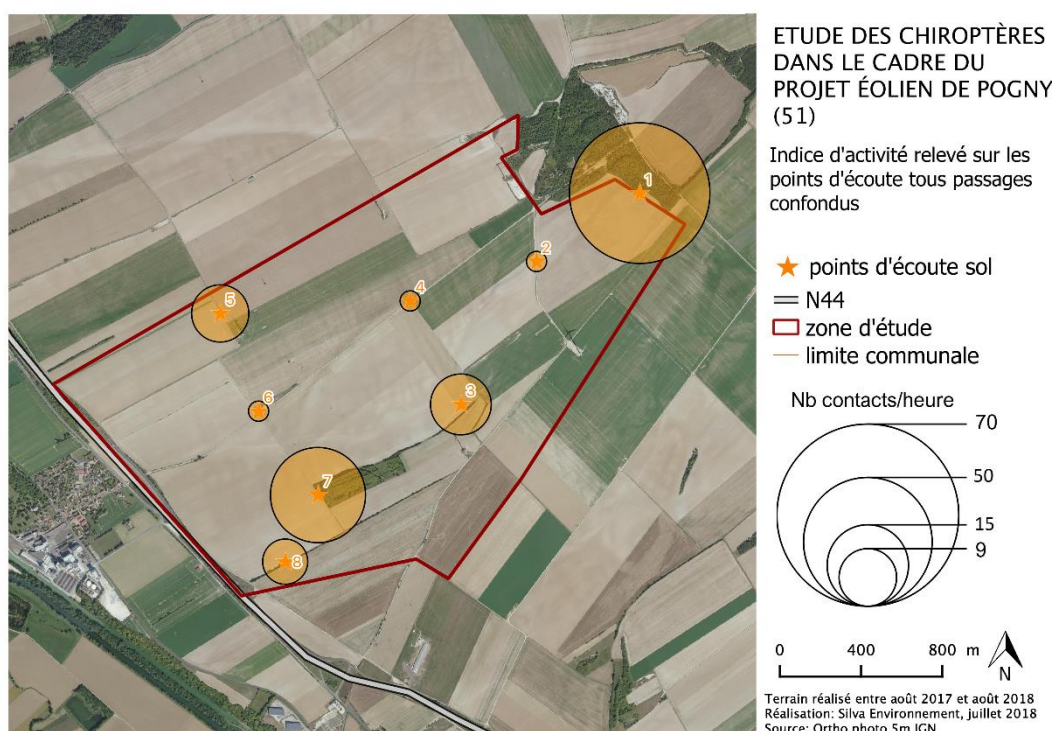 ETUDE DES CHIROPTÈRES
DANS LE CADRE DU
PROJET ÉOLIEN DE POGNY
(51)
Indice d'activité relevé sur les
points d'écoute tous passages
confondus
points d'écoute sol
N44
zone d'étude
limite communale
Nb contacts/heure
70
50
15
9
0 400 800 m
N
Terrain réalisé entre août 2017 et août 2018
Réalisation: Silva Environnement, juillet 2018
Source: Ortho photo 5m IGN
1
2
4
5
3
6
7
8